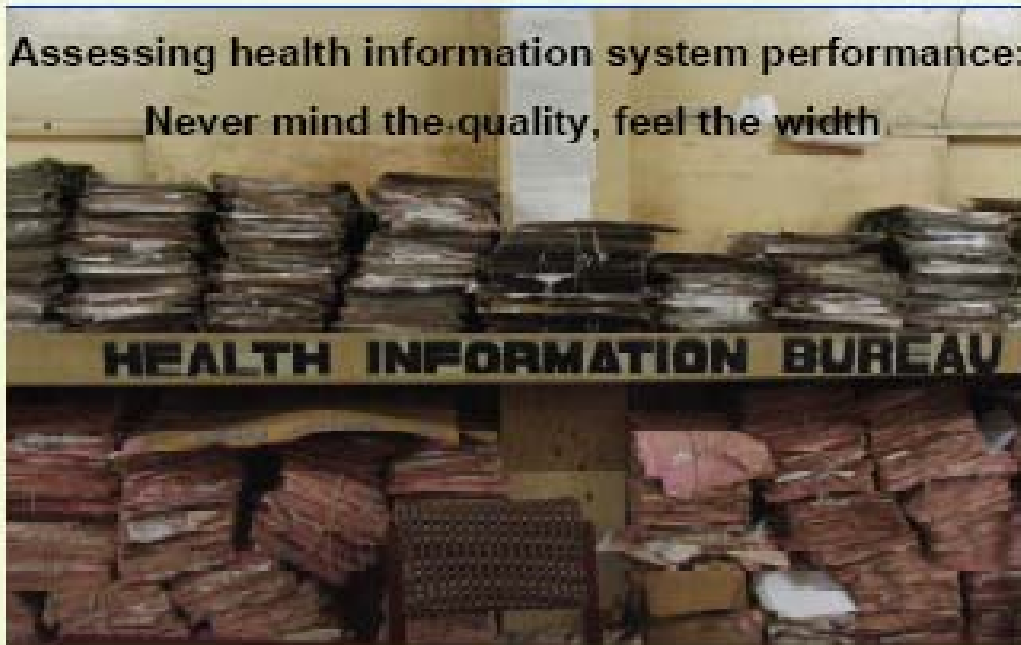 Assessing health information system performance:
Never mind the quality, feel the width
HEALTH INFORMATION BUREAU